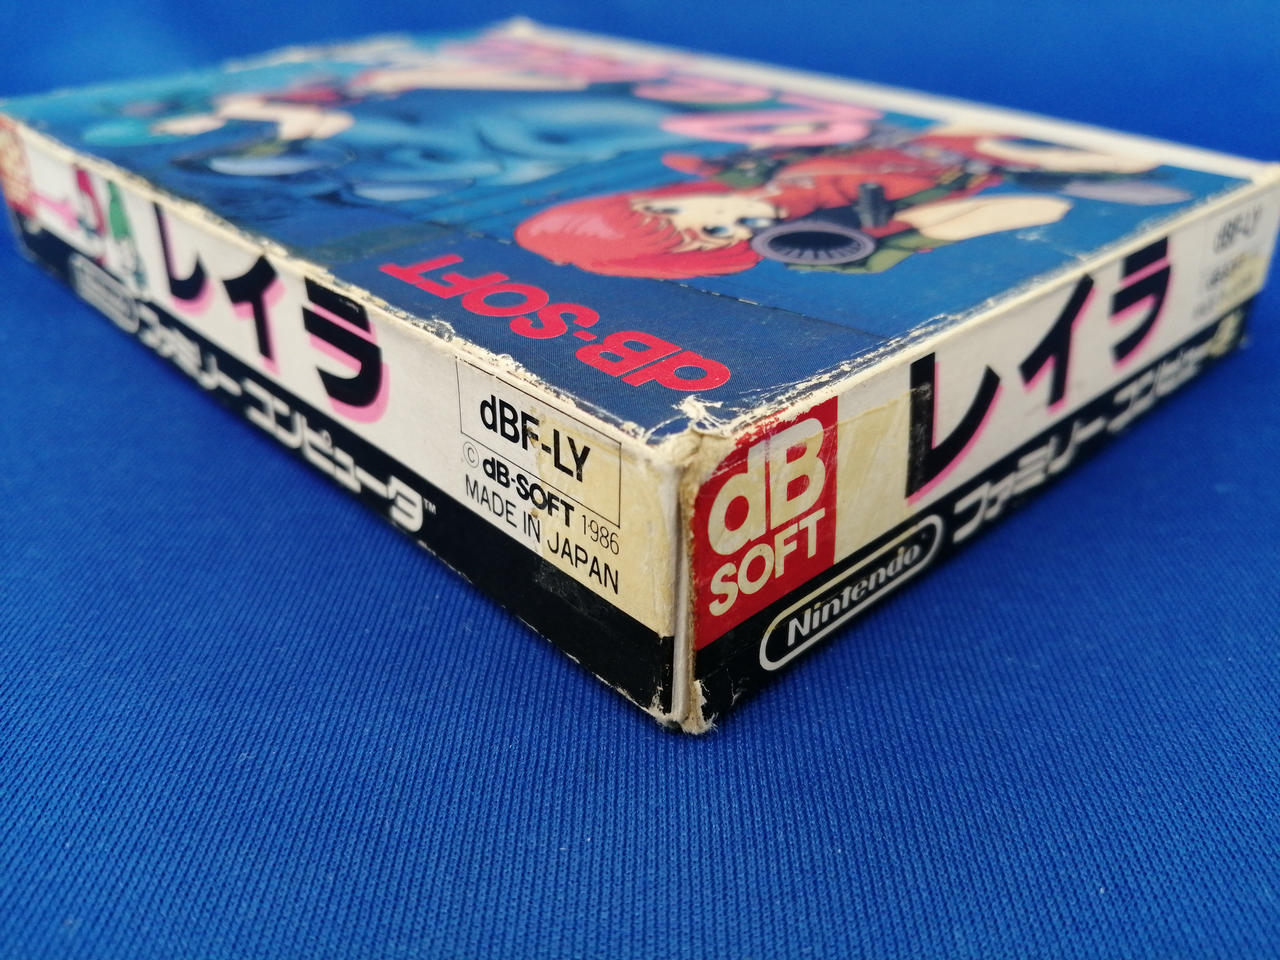 dB-SOFT
レイラ
ファミリーコンピュータ™
dBF-LY
© dB-SOFT 1986
MADE IN JAPAN
dB
SOFT
レイラ
Nintendo
ファミリーコンピュータ
dBF-LY